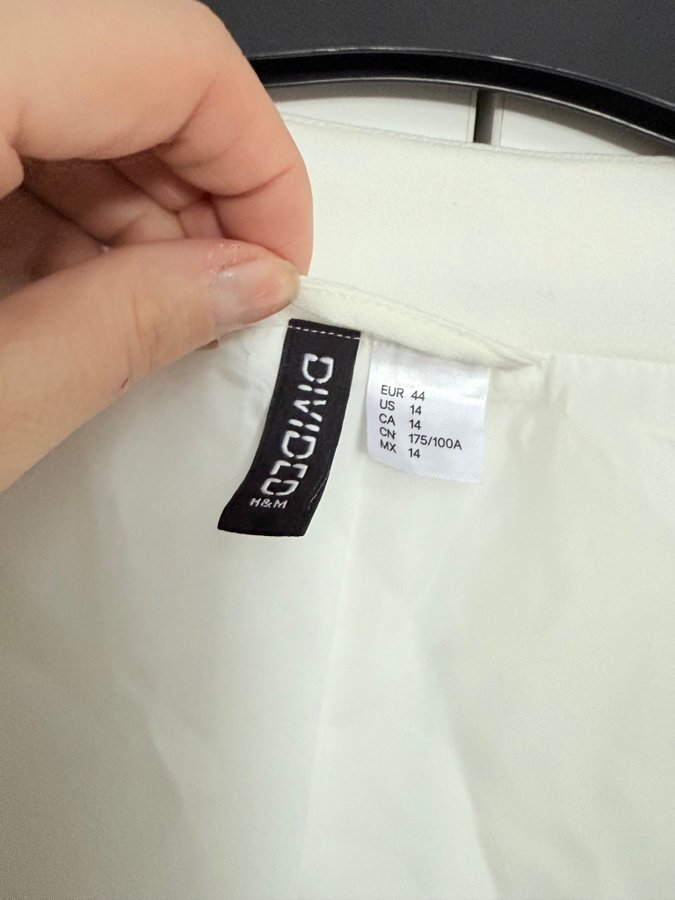 DIVIDED
H&M
EUR 44
US 14
CA 14
CN 175/100A
MX 14